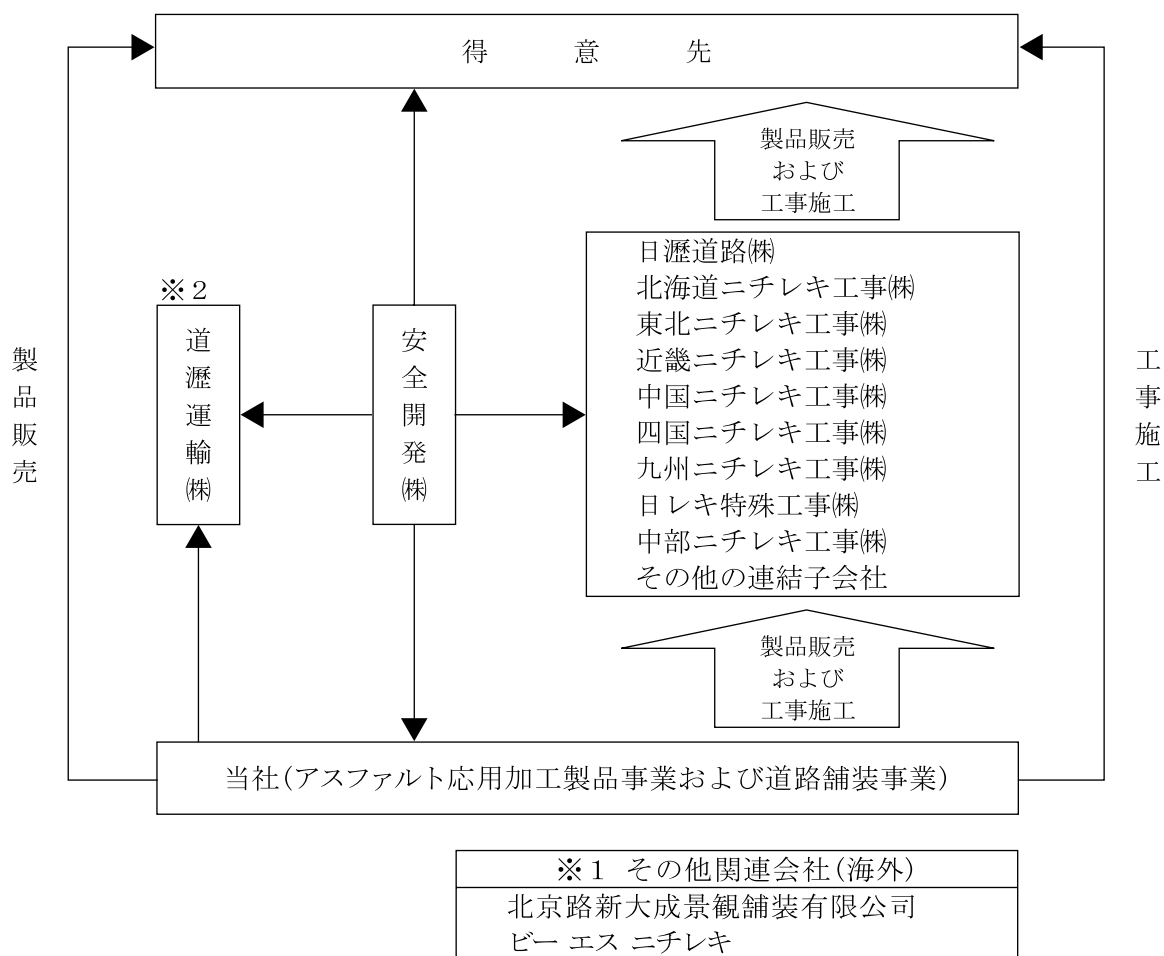 得意先
製品販売
および
工事施工
日瀝道路㈱
北海道ニチレキ工事㈱
東北ニチレキ工事㈱
近畿ニチレキ工事㈱
中国ニチレキ工事㈱
四国ニチレキ工事㈱
九州ニチレキ工事㈱
日レキ特殊工事㈱
中部ニチレキ工事㈱
その他の連結子会社
※2
道瀝運輸㈱
安全開発㈱
製品販売
工事施工
製品販売
および
工事施工
当社(アスファルト応用加工製品事業および道路舗装事業)
※1 その他関連会社(海外)
北京路新大成景観舗装有限公司
ビー エス ニチレキ